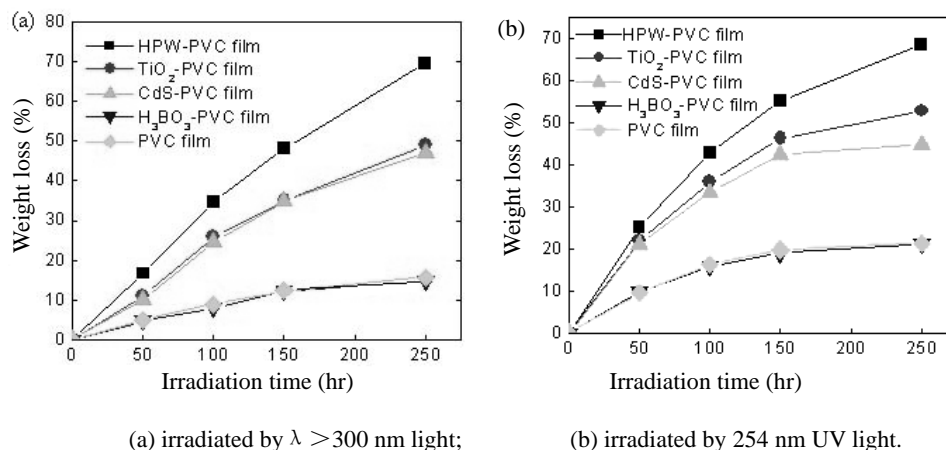 (a)
80
70
60
50
40
30
20
10
0
HPW-PVC film
TiO₂-PVC film
CdS-PVC film
H₃BO₃-PVC film
PVC film
Weight loss (%)
0 50 100 150 200 250
Irradiation time (hr)
(b)
70
60
50
40
30
20
10
0
HPW-PVC film
TiO₂-PVC film
CdS-PVC film
H₃BO₃-PVC film
PVC film
Weight loss (%)
0 50 100 150 200 250
Irradiation time (hr)
(a) irradiated by λ >300 nm light; (b) irradiated by 254 nm UV light.